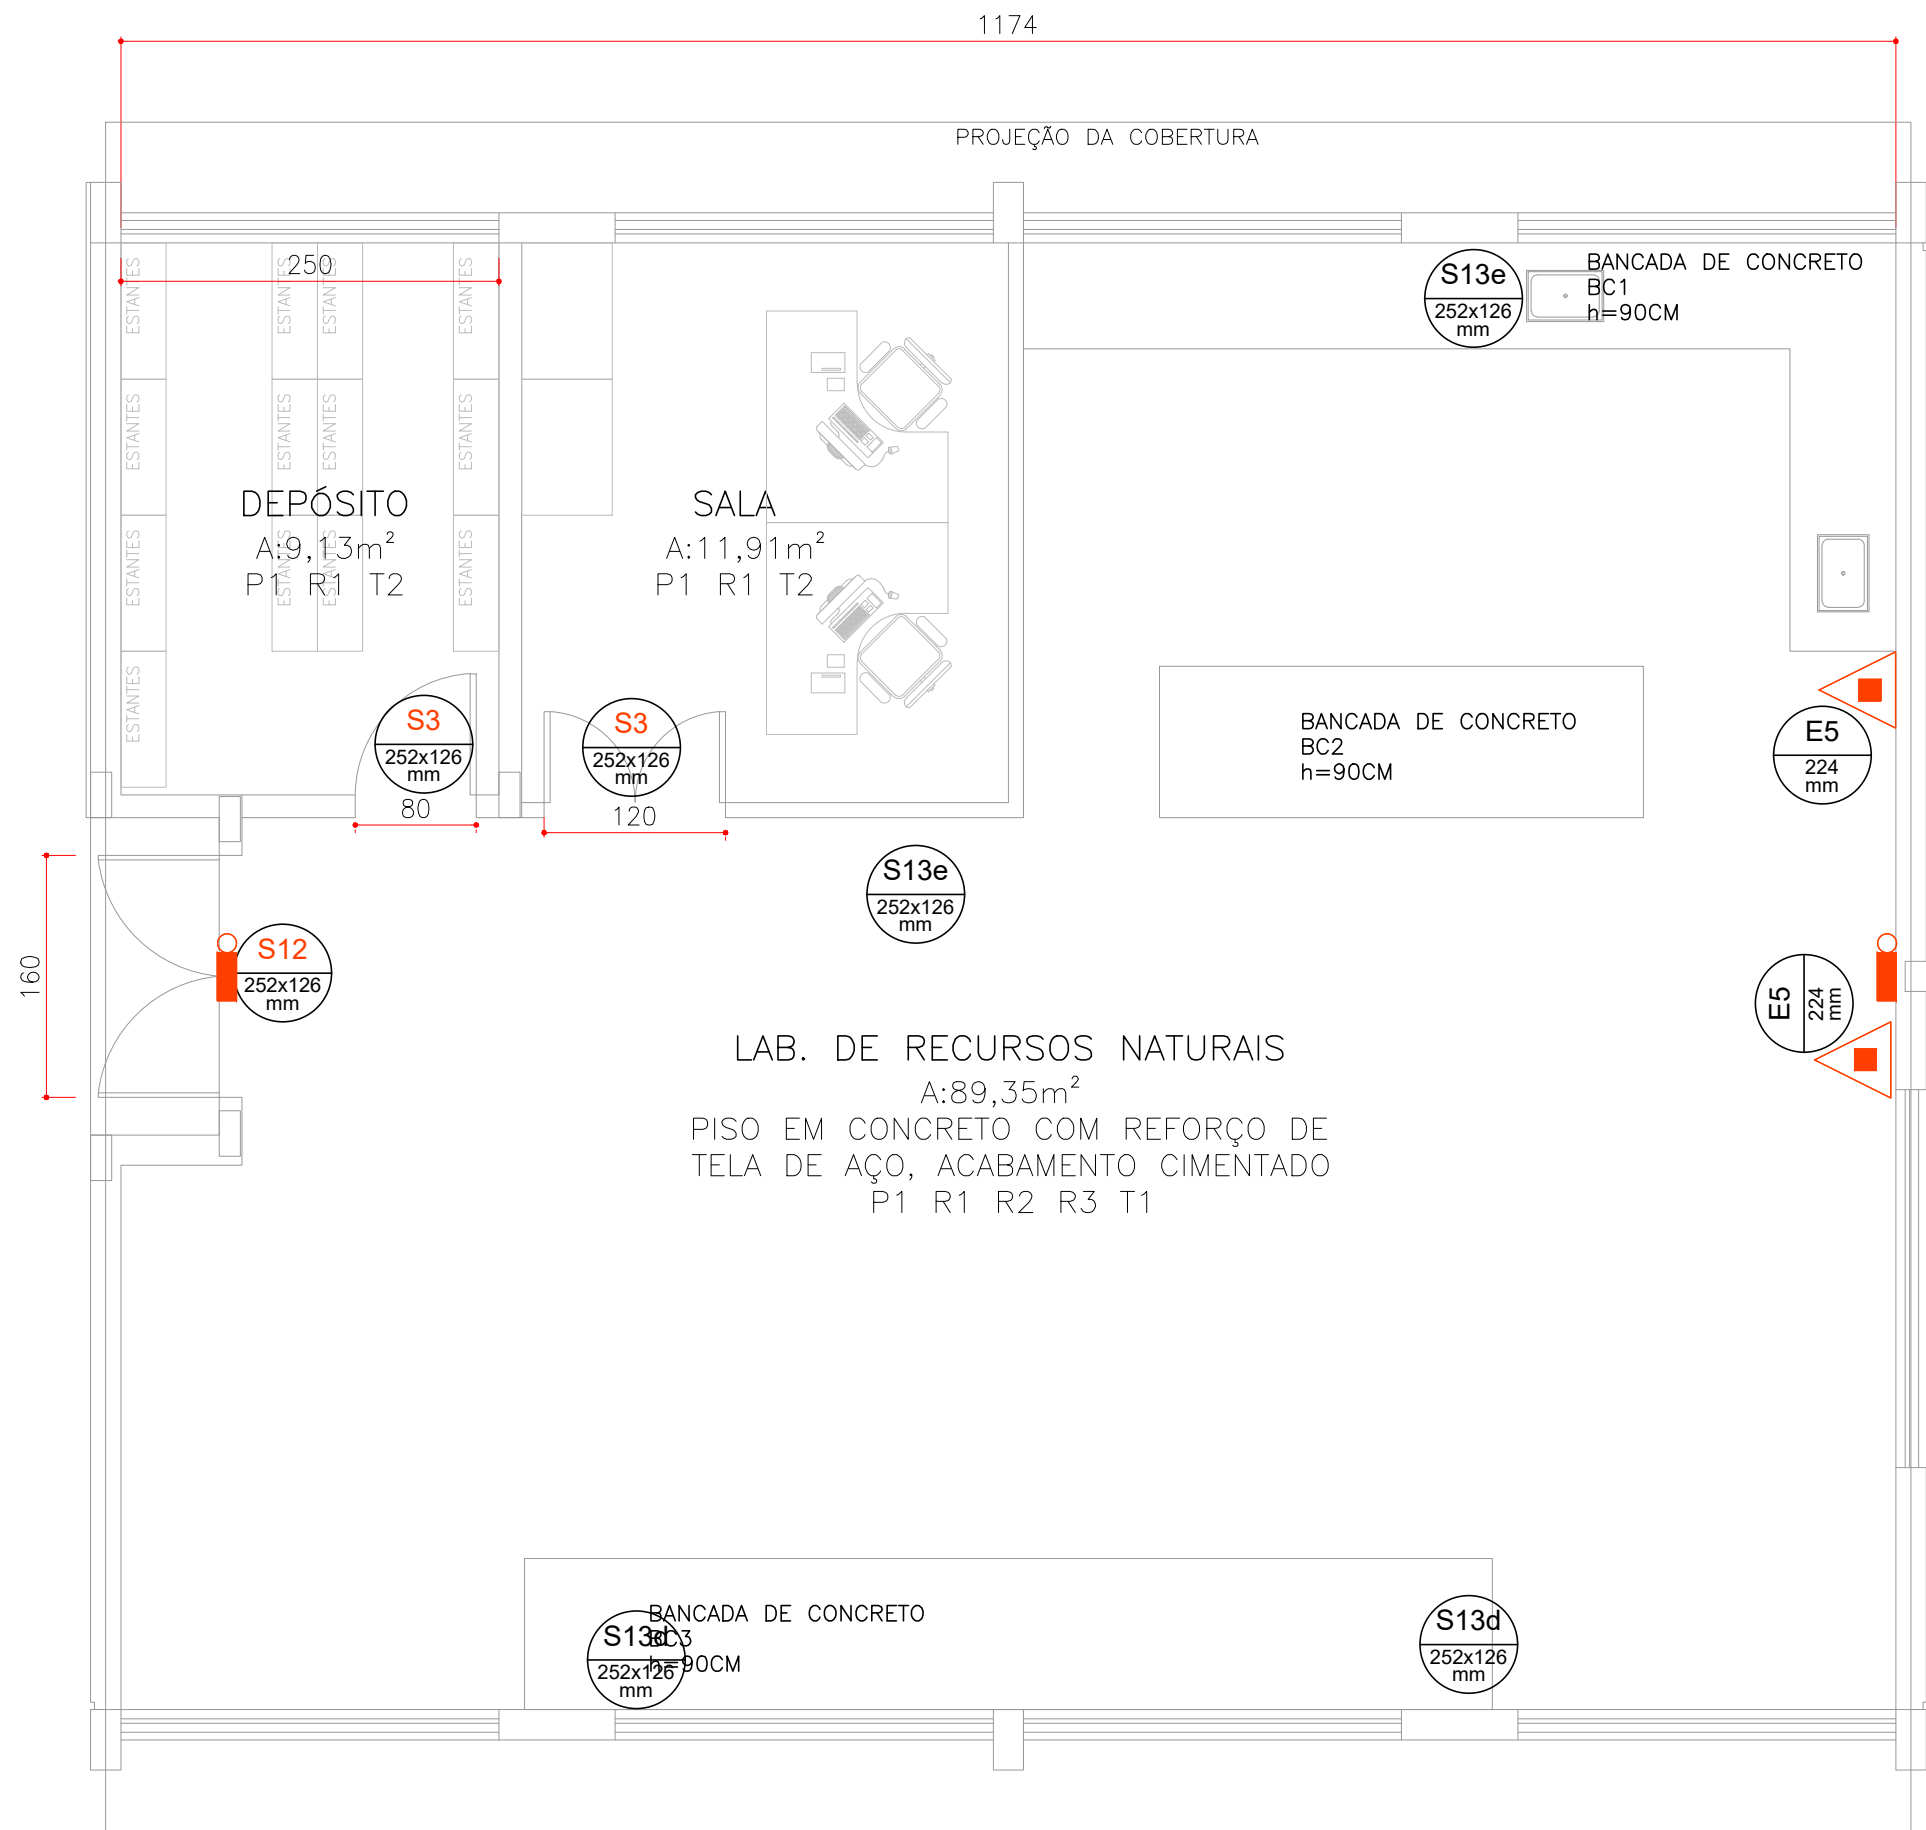 1174
PROJEÇÃO DA COBERTURA
250
ESTANTES
ESTANTES
ESTANTES
ESTANTES
ESTANTES
ESTANTES
ESTANTES
ESTANTES
ESTANTES
ESTANTES
ESTANTES
ESTANTES
ESTANTES
DEPÓSITO
A:9,13m²
P1 R1 T2
SALA
A:11,91m²
P1 R1 T2
S13e
252x126
mm
BANCADA DE CONCRETO
BC1
h=90CM
S3
252x126
mm
80
S3
252x126
mm
120
BANCADA DE CONCRETO
BC2
h=90CM
E5
224
mm
S13e
252x126
mm
160
S12
252x126
mm
E5
224
mm
LAB. DE RECURSOS NATURAIS
A:89,35m²
PISO EM CONCRETO COM REFORÇO DE
TELA DE AÇO, ACABAMENTO CIMENTADO
P1 R1 R2 R3 T1
BANCADA DE CONCRETO
BC3
h=90CM
S13d
252x126
mm
S13d
252x126
mm